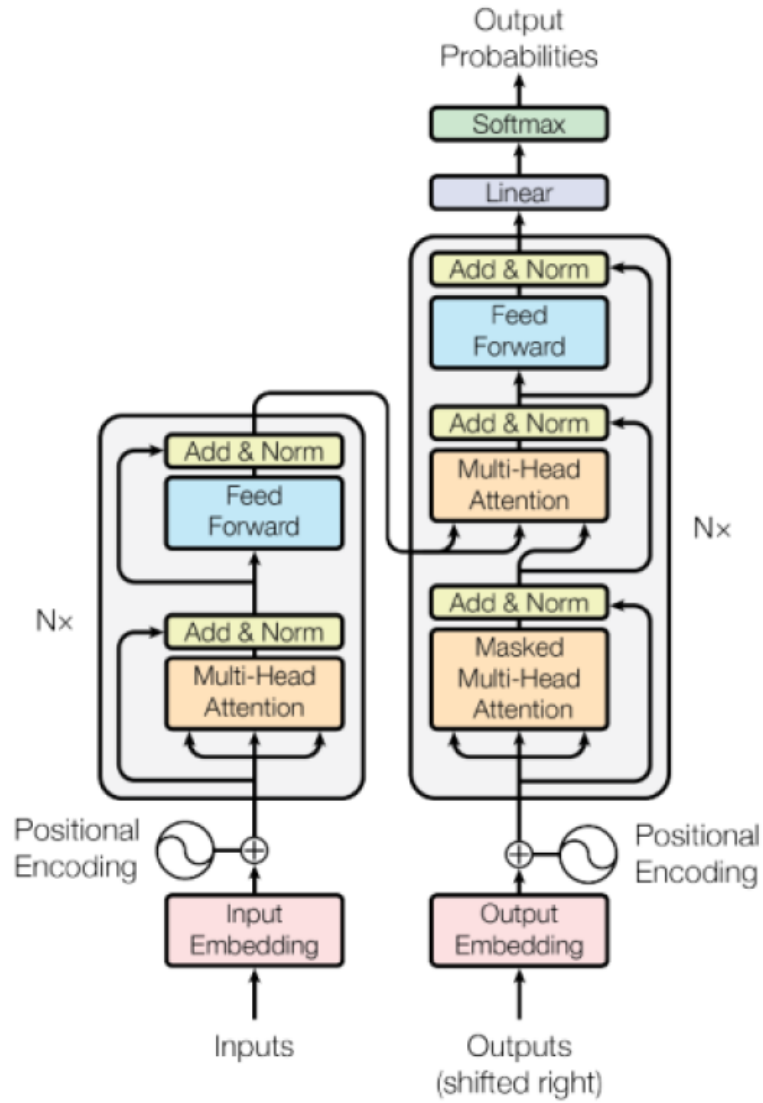 Output
Probabilities
Softmax
Linear
Add & Norm
Feed
Forward
Add & Norm
Multi-Head
Attention
Add & Norm
Masked
Multi-Head
Attention
Nx
Add & Norm
Feed
Forward
Add & Norm
Multi-Head
Attention
Nx
Positional
Encoding
Positional
Encoding
Input
Embedding
Output
Embedding
Inputs
Outputs
(shifted right)